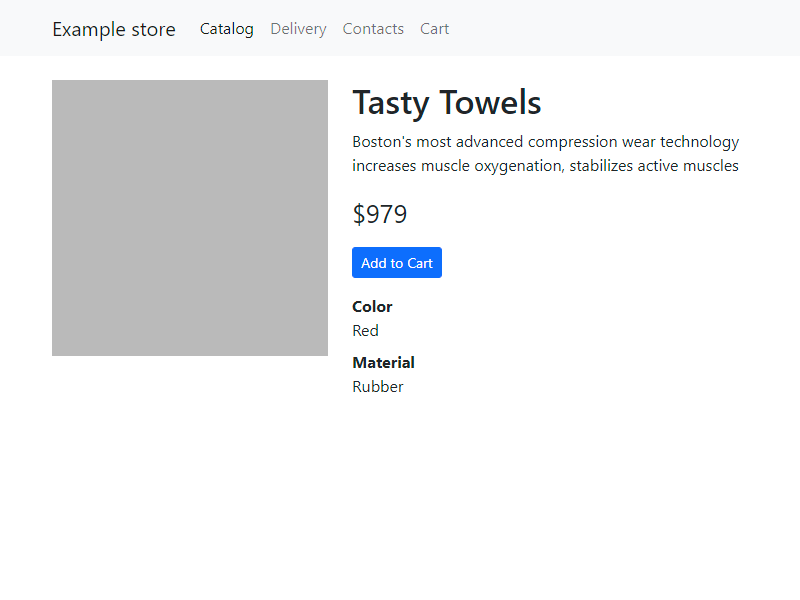 Example store Catalog Delivery Contacts Cart
Tasty Towels
Boston's most advanced compression wear technology
increases muscle oxygenation, stabilizes active muscles
$979
Add to Cart
Color
Red
Material
Rubber